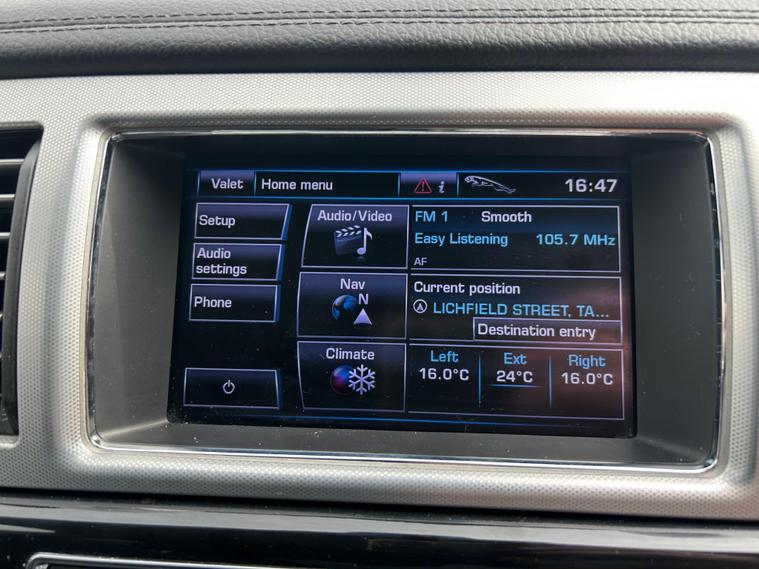 Valet
Home menu
i
16:47
Setup
Audio
settings
Phone
Audio/Video
Nav
N
Climate
FM 1 Smooth
Easy Listening 105.7 MHz
AF
Current position
LICHFIELD STREET, TA...
Destination entry
Left Ext Right
16.0°C 24°C 16.0°C